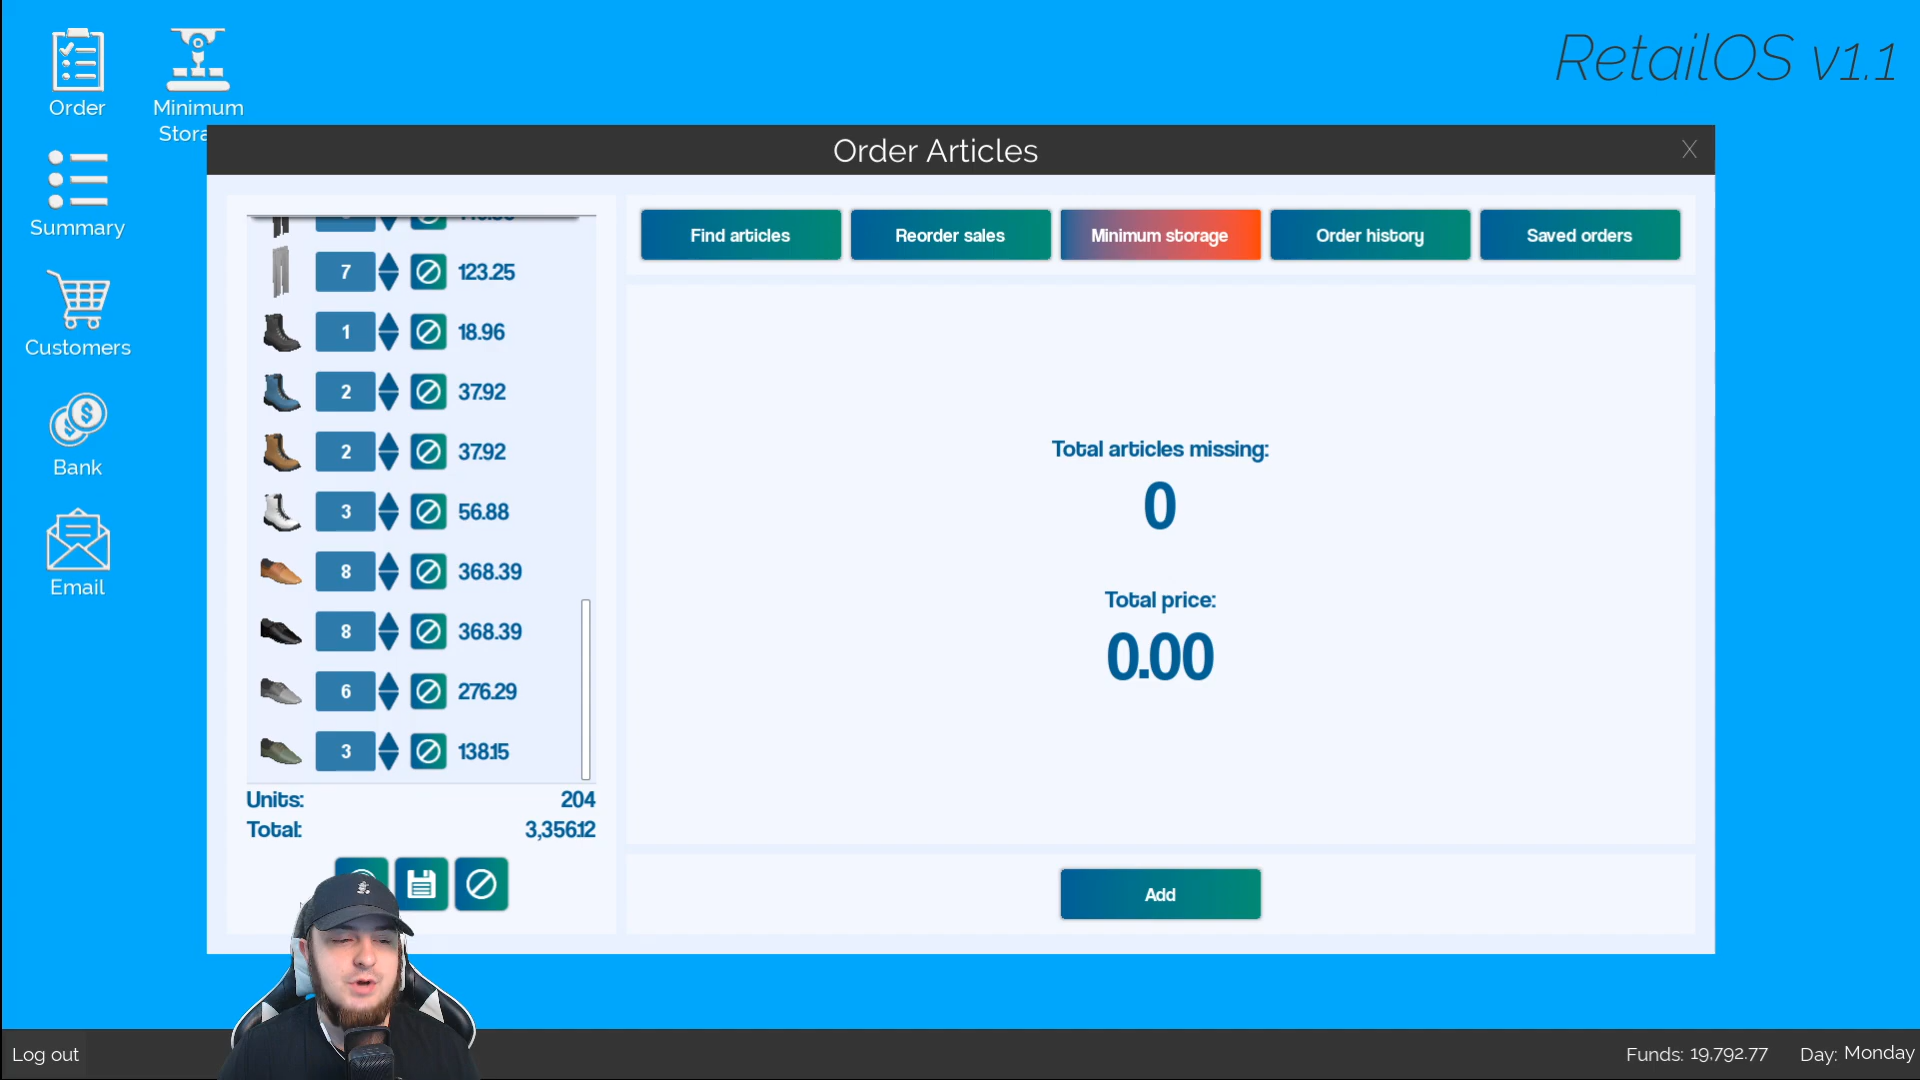 RetailOS v1.1
Order
Minimum
Stora
Summary
Customers
Bank
Email
Order Articles
X
Find articles
Reorder sales
Minimum storage
Order history
Saved orders
7 123.25
1 18.96
2 37.92
2 37.92
3 56.88
8 368.39
8 368.39
6 276.29
3 138.15
Units: 204
Total: 3,356.12
Total articles missing:
0
Total price:
0.00
Add
Log out
Funds: 19,792.77
Day: Monday